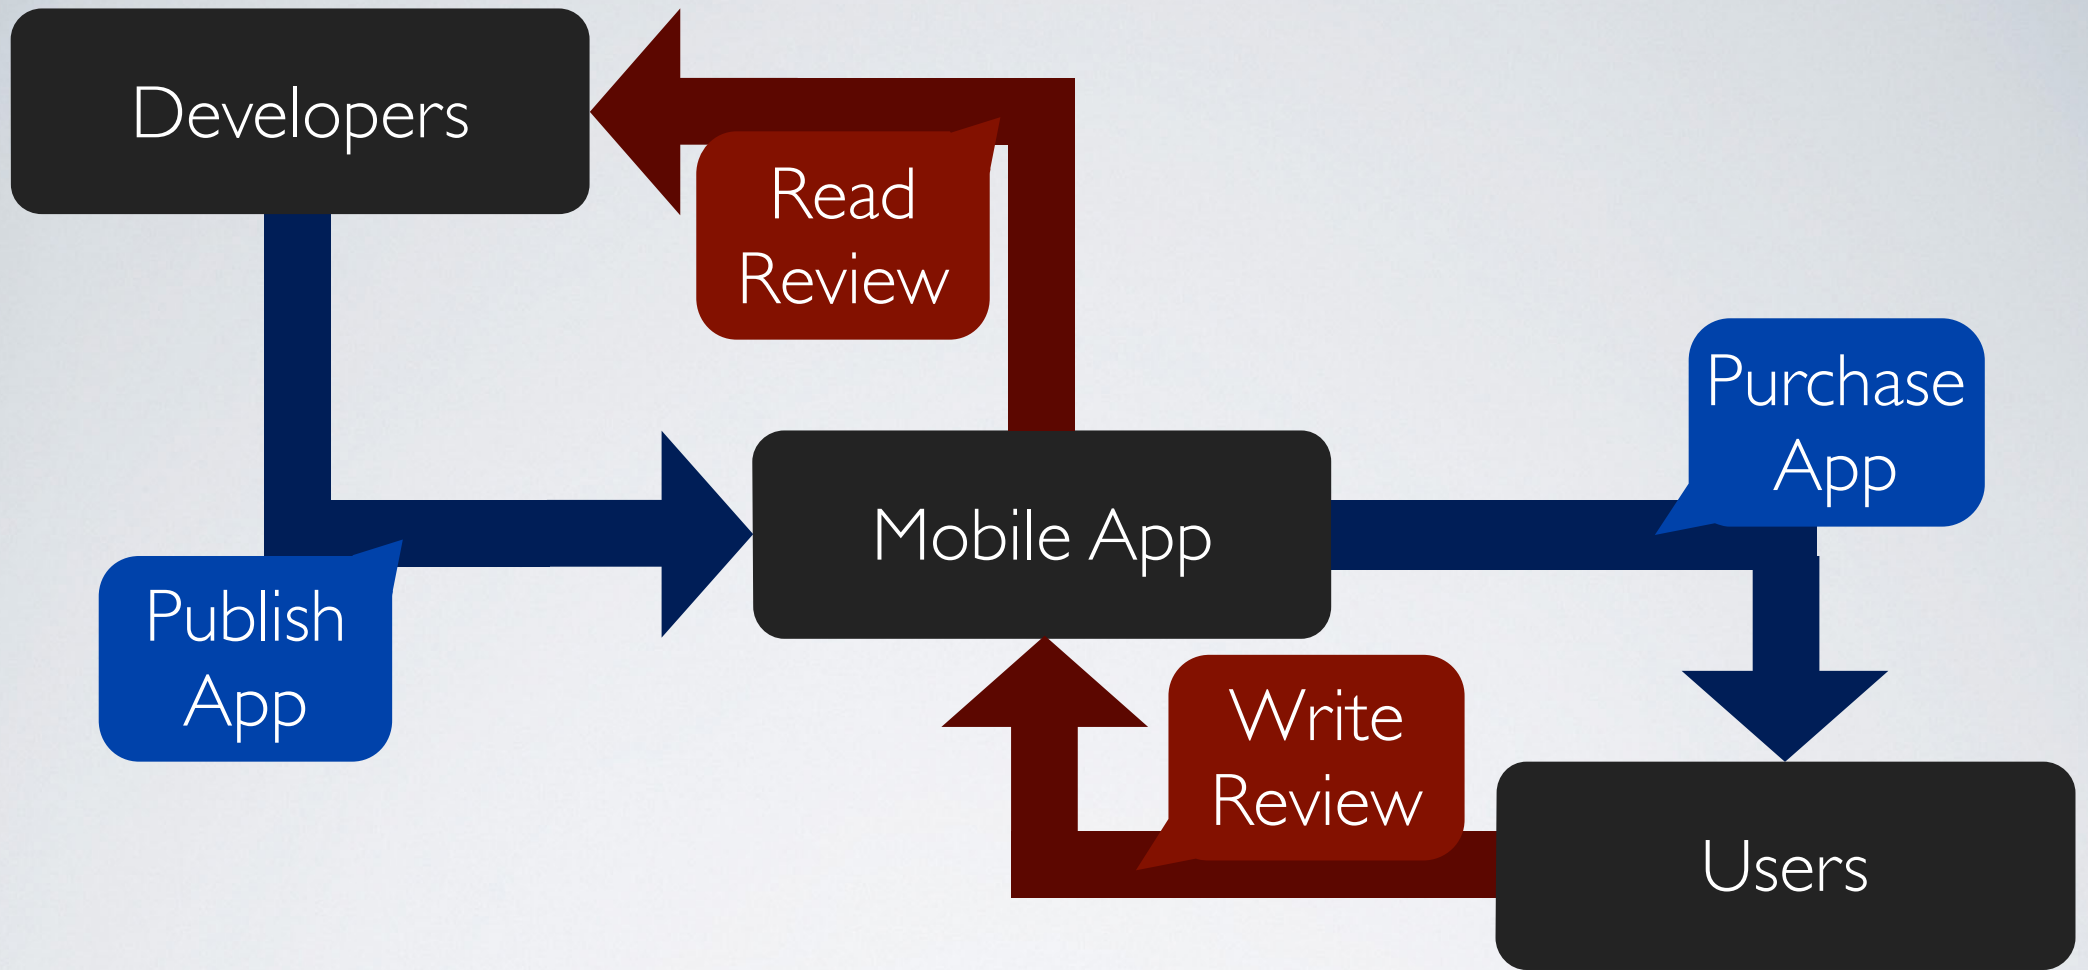 Developers
Read
Review
Purchase
App
Mobile App
Publish
App
Write
Review
Users